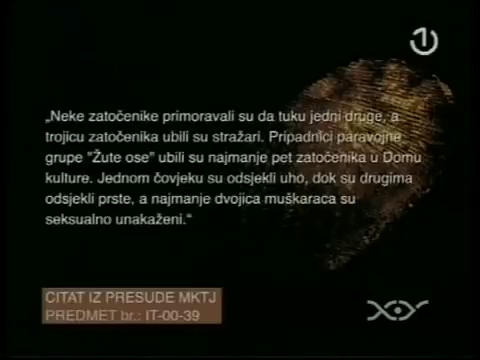 1
„Neke zatočenike primoravali su da tuku jedni druge, a
trojicu zatočenika ubili su stražari. Pripadnici paravojne
grupe "Žute ose" ubili su najmanje pet zatočenika u Domu
kulture. Jednom čovjeku su odsjekli uho, dok su drugima
odsjekli prste, a najmanje dvojica muškaraca su
seksualno unakaženi.“
CITAT IZ PRESUDE MKTJ
PREDMET br.: IT-00-39